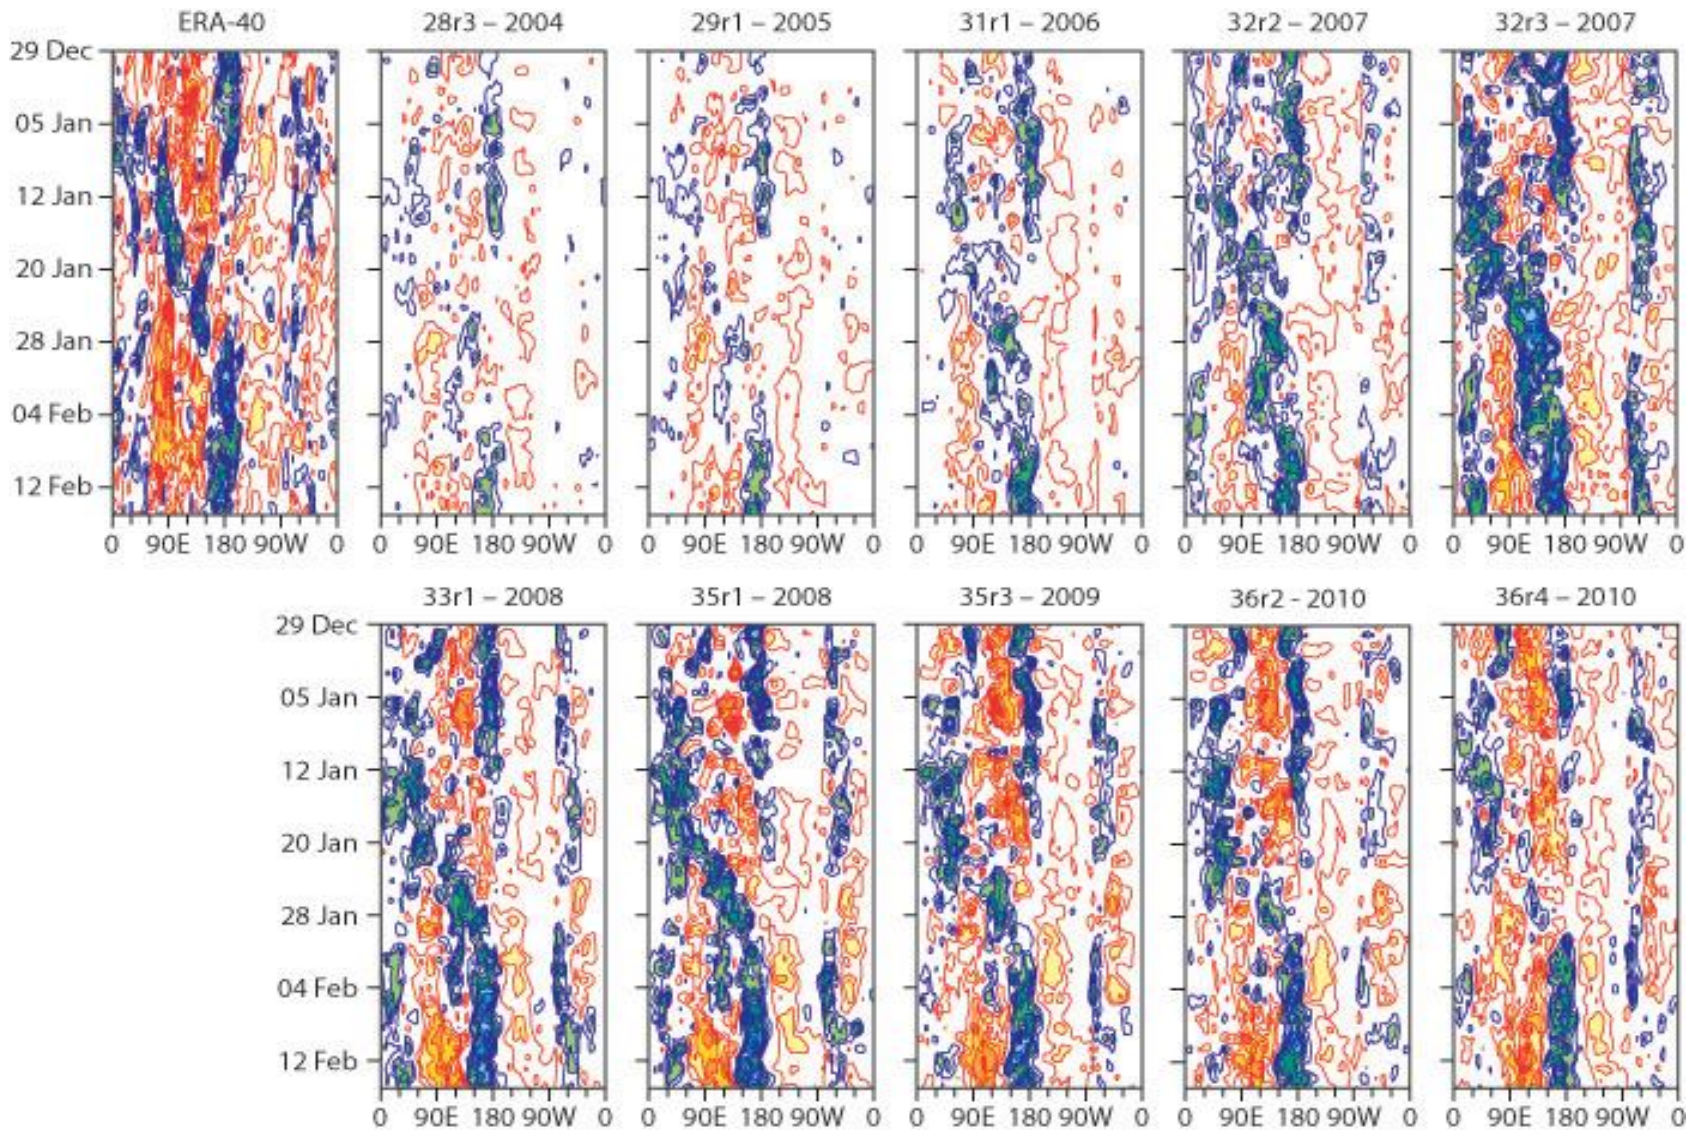 ERA-40 28r3 – 2004 29r1 – 2005 31r1 – 2006 32r2 – 2007 32r3 – 2007
29 Dec
05 Jan
12 Jan
20 Jan
28 Jan
04 Feb
12 Feb
0 90E 180 90W 0 0 90E 180 90W 0 0 90E 180 90W 0 0 90E 180 90W 0 0 90E 180 90W 0 0 90E 180 90W 0
33r1 – 2008 35r1 – 2008 35r3 – 2009 36r2 - 2010 36r4 – 2010
29 Dec
05 Jan
12 Jan
20 Jan
28 Jan
04 Feb
12 Feb
0 90E 180 90W 0 0 90E 180 90W 0 0 90E 180 90W 0 0 90E 180 90W 0 0 90E 180 90W 0